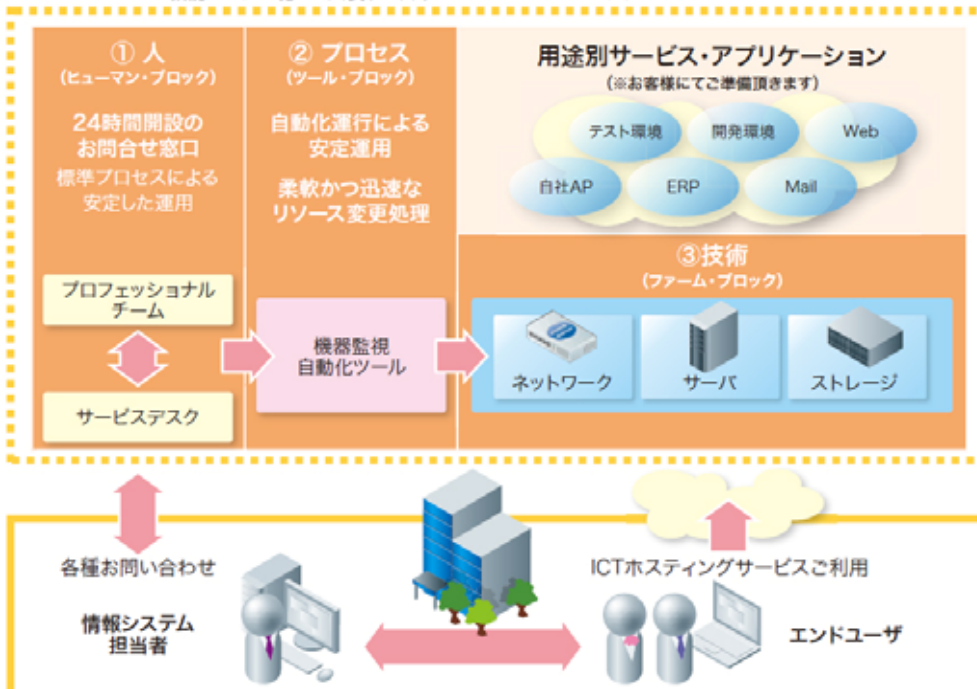 ① 人
(ヒューマン・ブロック)
24時間開設の
お問合せ窓口
標準プロセスによる
安定した運用
プロフェッショナル
チーム
サービスデスク
② プロセス
(ツール・ブロック)
自動化運行による
安定運用
柔軟かつ迅速な
リソース変更処理
機器監視
自動化ツール
用途別サービス・アプリケーション
(※お客様にてご準備頂きます)
テスト環境
開発環境
Web
自社AP
ERP
Mail
③技術
(ファーム・ブロック)
ネットワーク
サーバ
ストレージ
各種お問い合わせ
情報システム
担当者
ICTホスティングサービスご利用
エンドユーザ